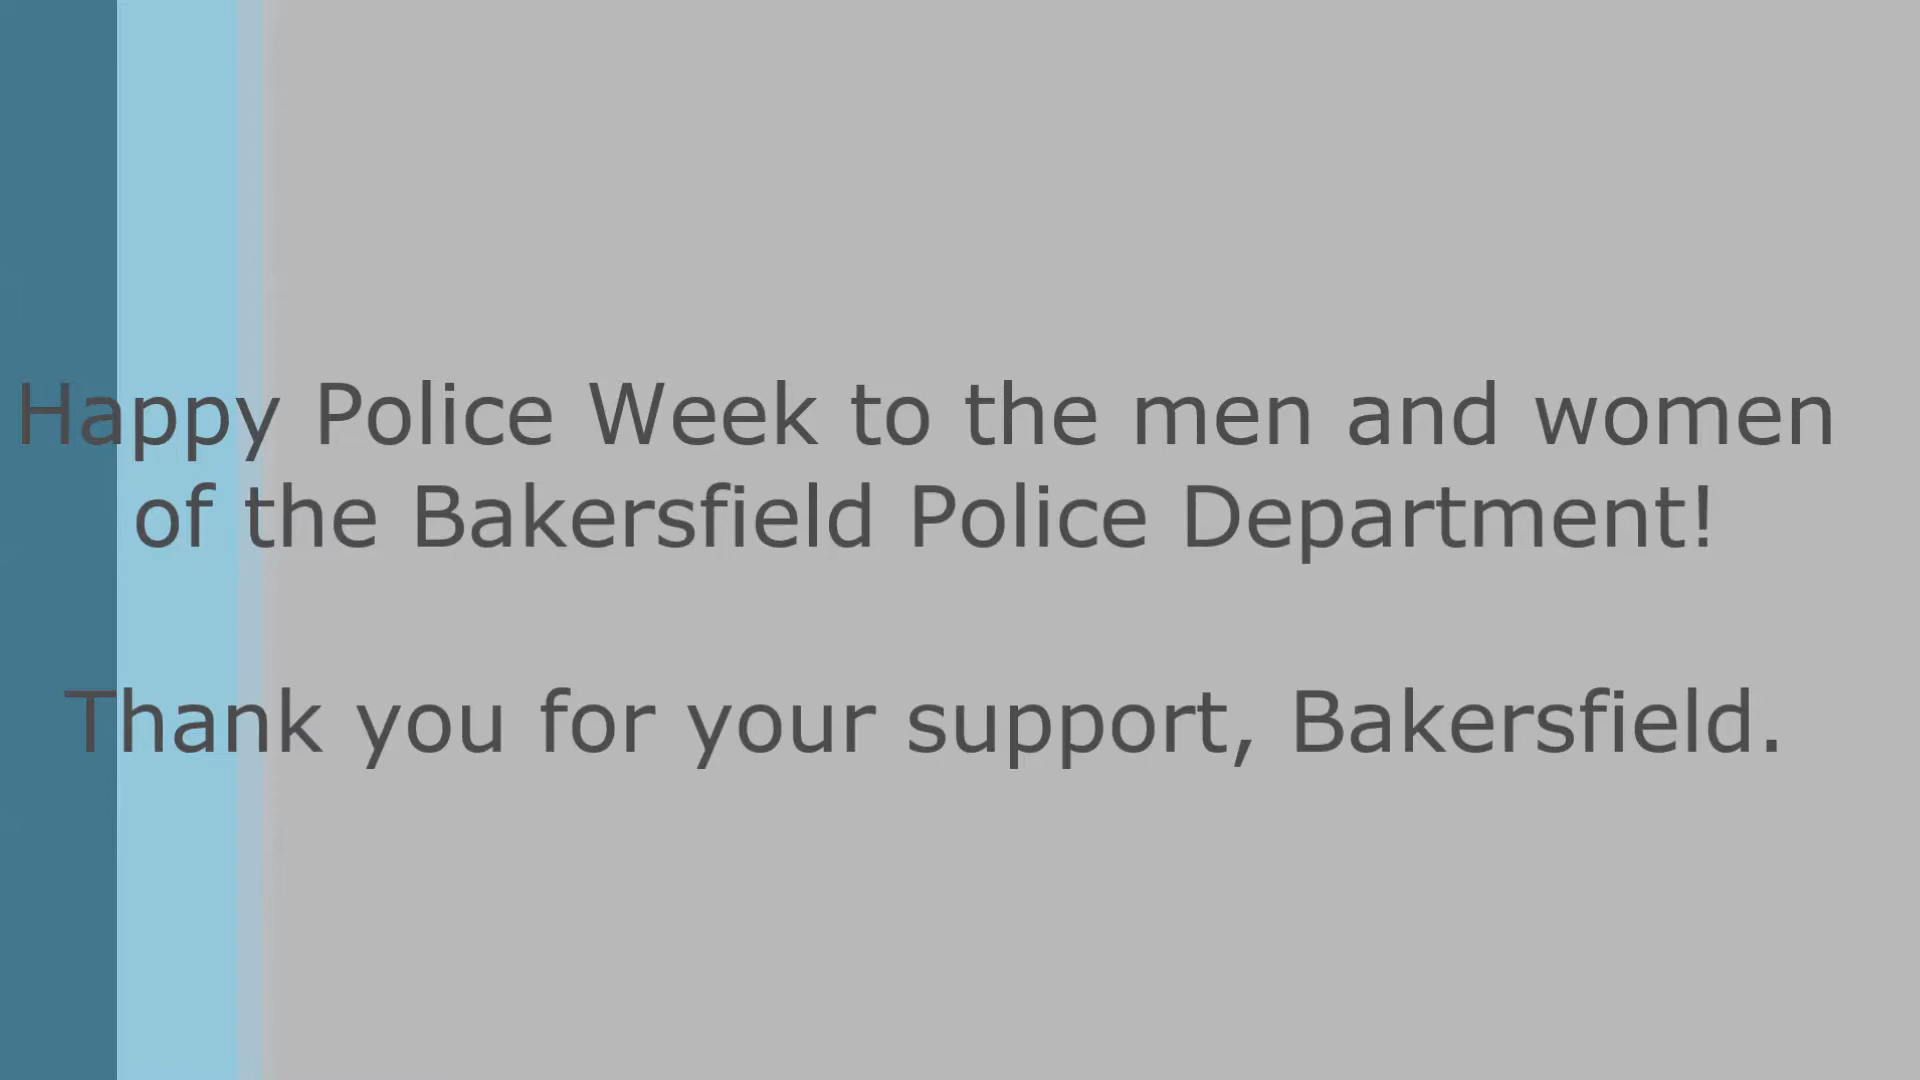 Happy Police Week to the men and women
of the Bakersfield Police Department!
Thank you for your support, Bakersfield.